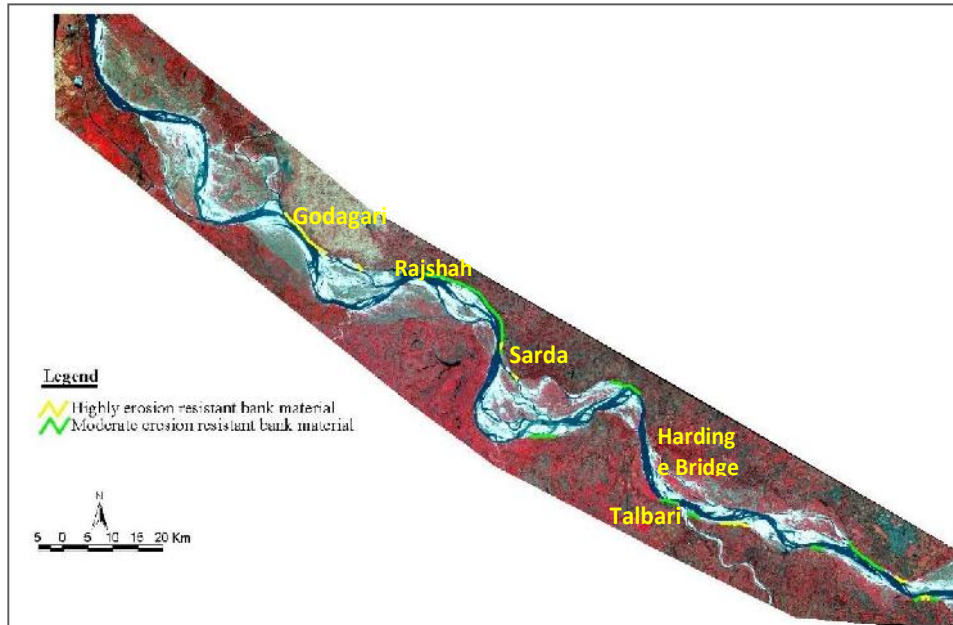 Godagari
Rajshah
Sarda
Harding
e Bridge
Talbari
Legend
Highly erosion resistant bank material
Moderate erosion resistant bank material
N
5 0 5 10 15 20 Km